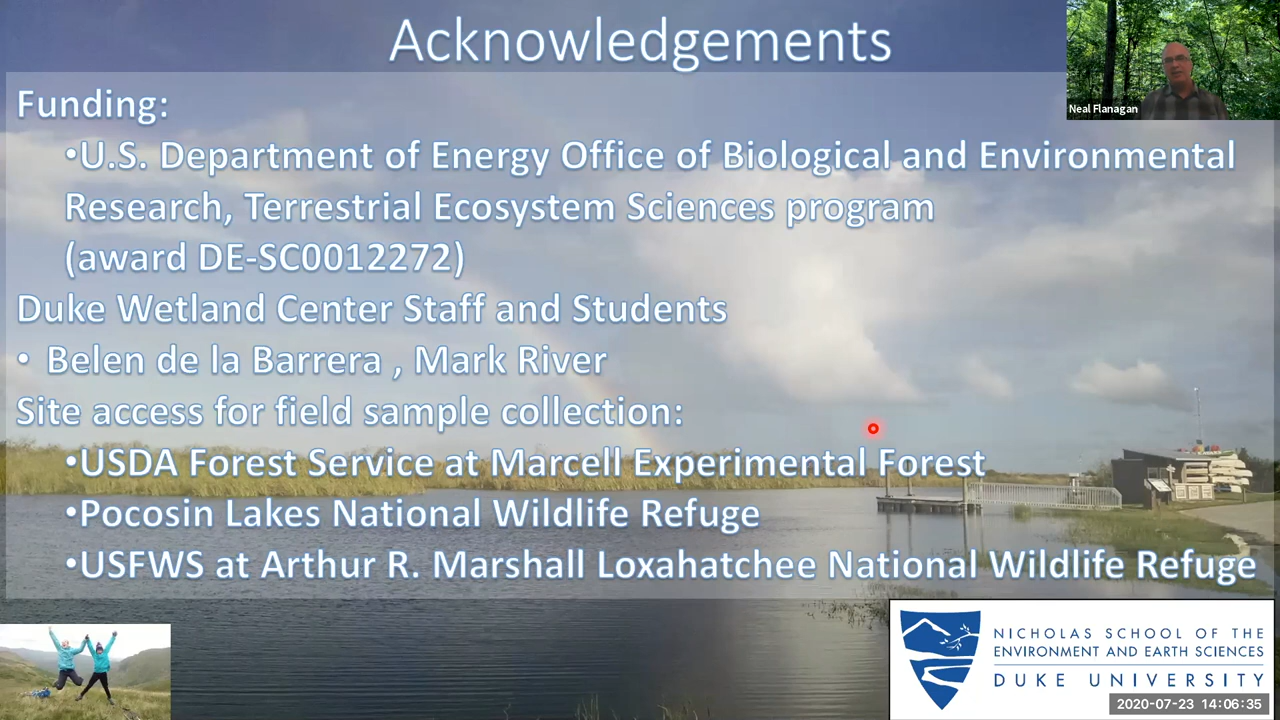 Acknowledgements
Neal Flanagan
Funding:
•U.S. Department of Energy Office of Biological and Environmental
Research, Terrestrial Ecosystem Sciences program
(award DE-SC0012272)
Duke Wetland Center Staff and Students
• Belen de la Barrera , Mark River
Site access for field sample collection:
•USDA Forest Service at Marcell Experimental Forest
•Pocosin Lakes National Wildlife Refuge
•USFWS at Arthur R. Marshall Loxahatchee National Wildlife Refuge
NICHOLAS SCHOOL OF THE
ENVIRONMENT AND EARTH SCIENCES
DUKE UNIVERSITY
2020-07-23 14:06:35